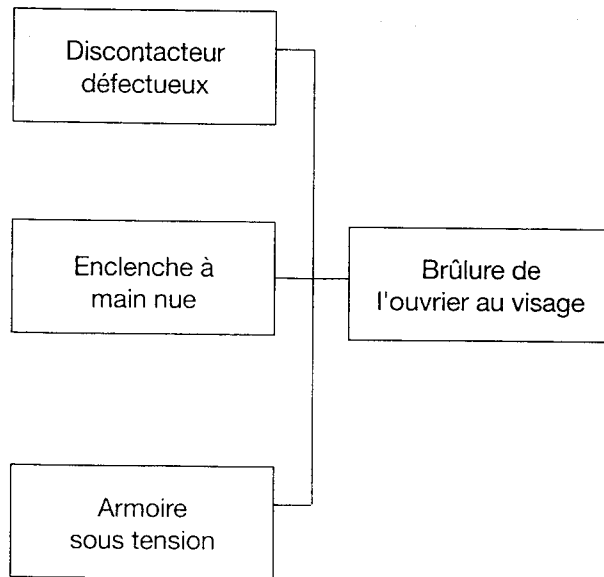 Discontacteur
défectueux
Enclenche à
main nue
Brûlure de
l'ouvrier au visage
Armoire
sous tension